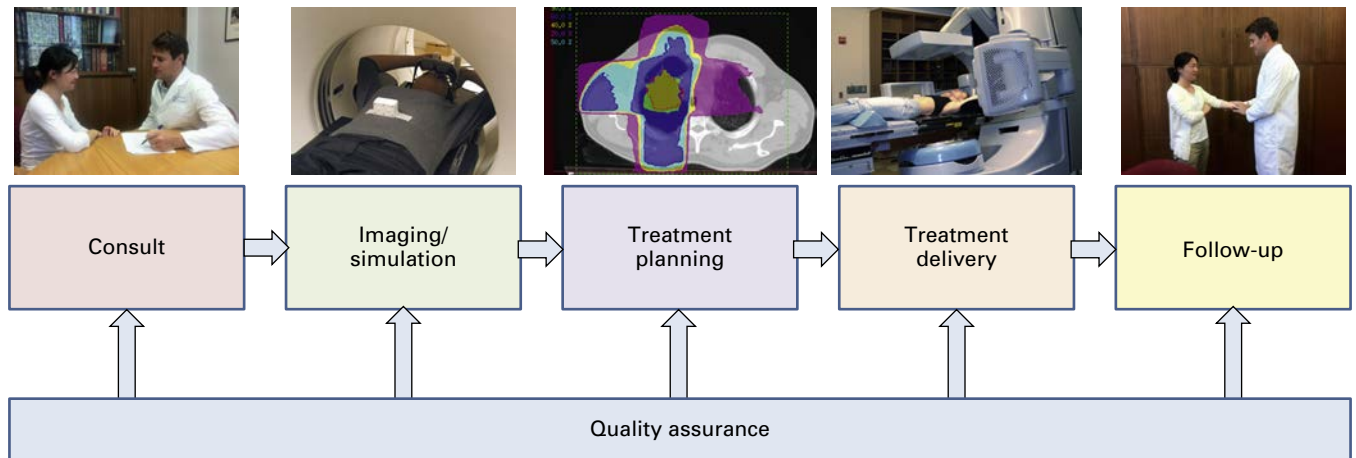 Consult
Imaging/
simulation
Treatment
planning
Treatment
delivery
Follow-up
Quality assurance